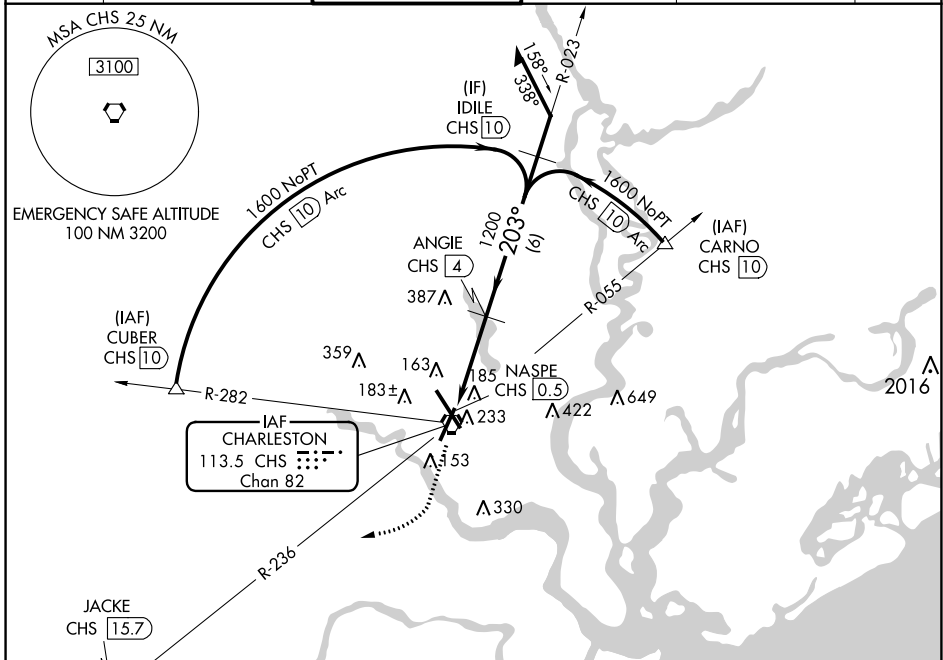 MSA CHS 25 NM
3100
EMERGENCY SAFE ALTITUDE
100 NM 3200
158°
338°
R-023
(IF)
IDILE
CHS 10
1600 NoPT
CHS 10 Arc
1600 NoPT
CHS 10 Arc
(IAF)
CARNO
CHS 10
1200
203°
(6)
ANGIE
CHS 4
387
R-055
(IAF)
CUBER
CHS 10
R-282
359
163
183±
185
NASPE
CHS 0.5
233
422
649
2016
IAF
CHARLESTON
113.5 CHS
Chan 82
153
330
R-236
JACKE
CHS 15.7